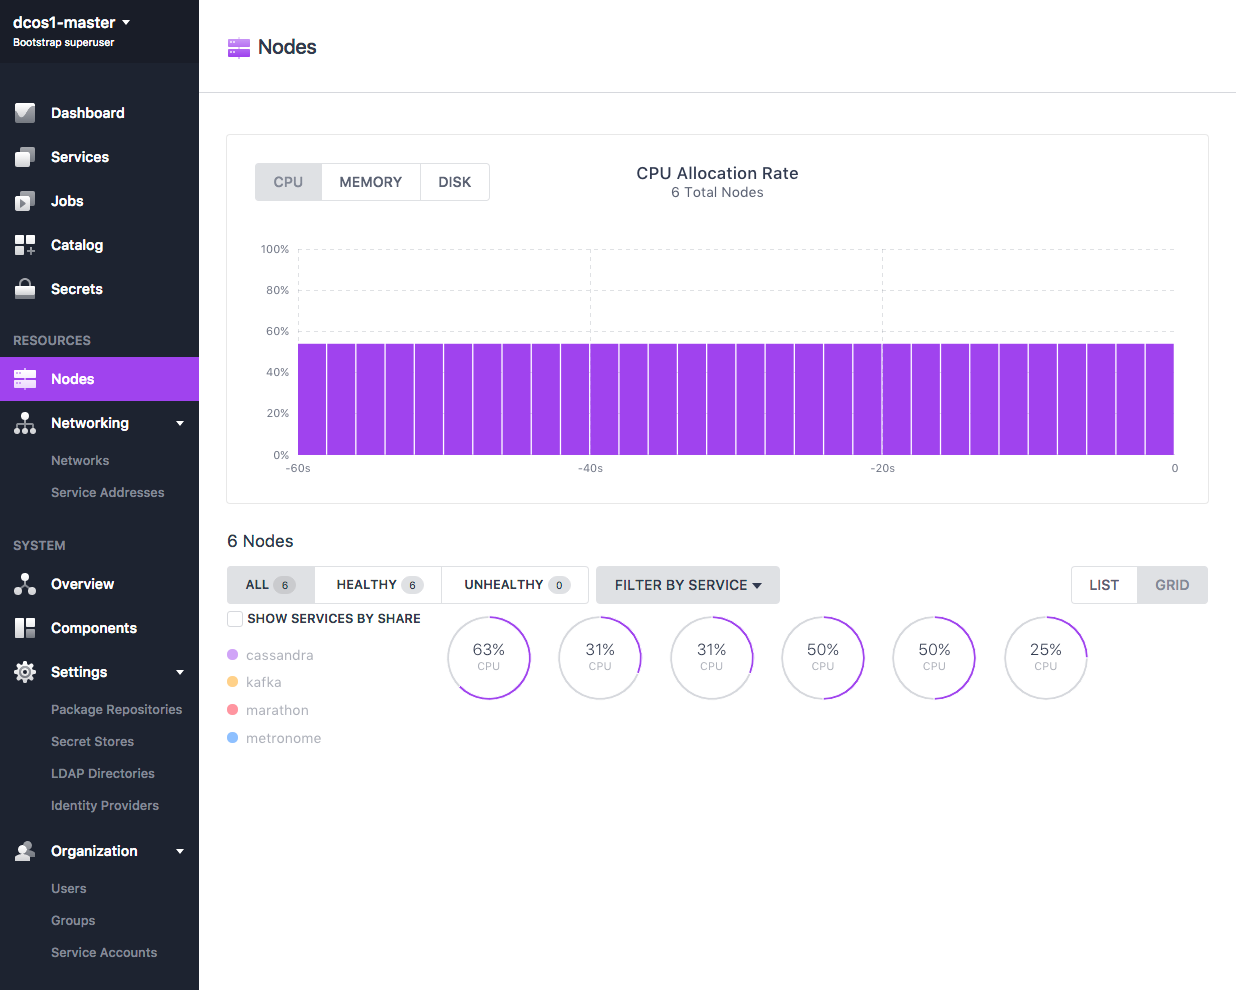 dcos1-master
Bootstrap superuser
Dashboard
Services
Jobs
Catalog
Secrets
RESOURCES
Nodes
Networking
Networks
Service Addresses
SYSTEM
Overview
Components
Settings
Package Repositories
Secret Stores
LDAP Directories
Identity Providers
Organization
Users
Groups
Service Accounts
Nodes
CPU MEMORY DISK
CPU Allocation Rate
6 Total Nodes
100%
80%
60%
40%
20%
0%
-60s -40s -20s 0
6 Nodes
ALL 6 HEALTHY 6 UNHEALTHY 0 FILTER BY SERVICE LIST GRID
SHOW SERVICES BY SHARE
cassandra
kafka
marathon
metronome
63% 31% 31% 50% 50% 25%
CPU CPU CPU CPU CPU CPU